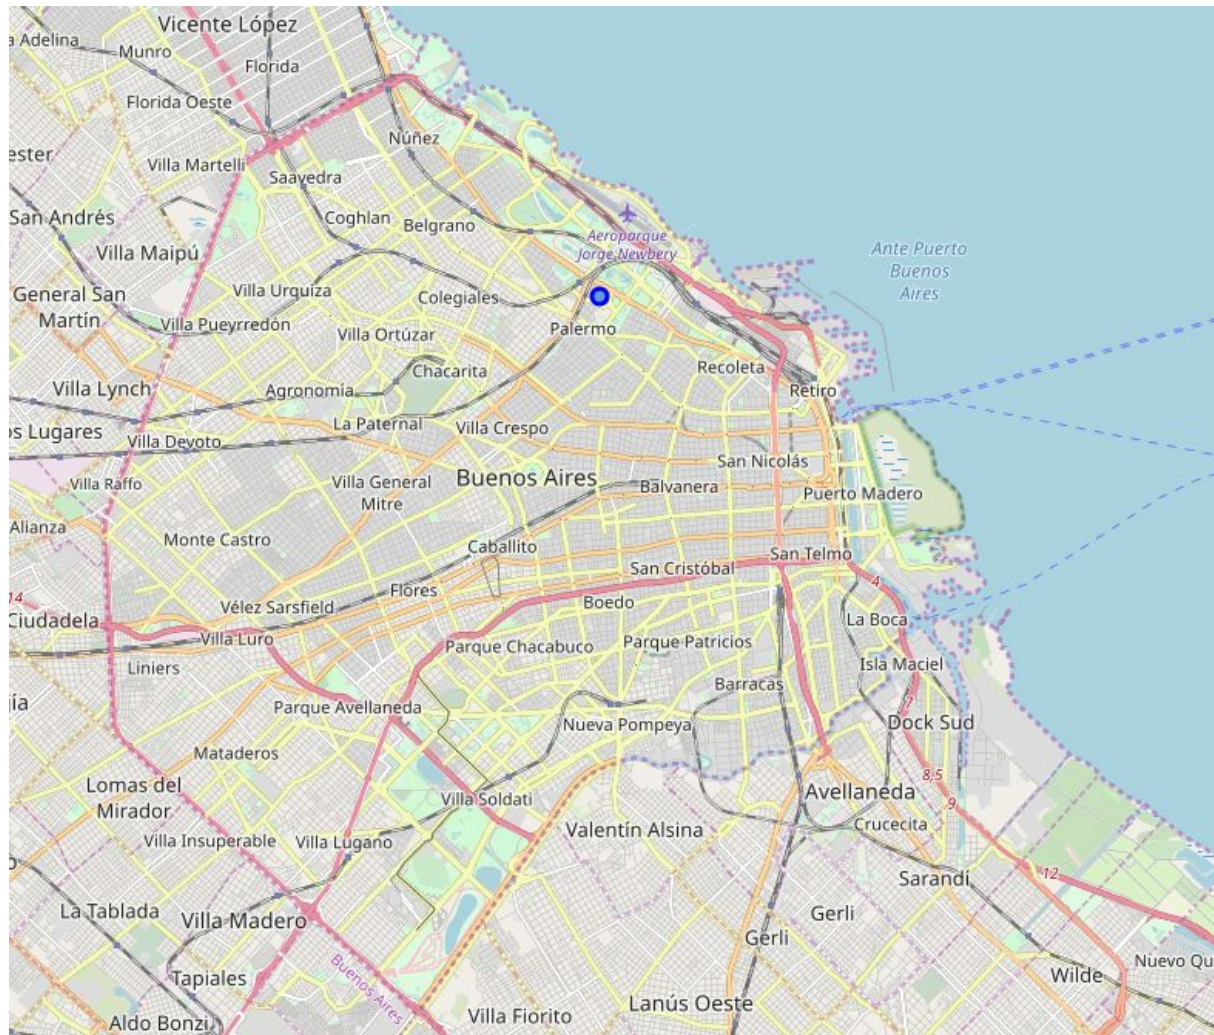 Vicente López
a Adelina
Munro
Florida
Florida Oeste
Núñez
ester
Villa Martelli
Saavedra
San Andrés
Coghlan
Belgrano
Aeroparque
Jorge Newbery
Villa Maipú
Ante Puerto
Buenos
Aires
General San
Martín
Villa Urquiza
Colegiales
Villa Pueyrredón
Villa Ortúzar
Palermo
Recoleta
Chacarita
Villa Lynch
Agronomía
Retiro
La Paternal
Villa Crespo
os Lugares
Villa Devoto
San Nicolás
Buenos Aires
Villa Raffo
Villa General
Mitre
Balvanera
Puerto Madero
Alianza
Monte Castro
Caballito
San Telmo
San Cristóbal
4
14
Flores
Boedo
Vélez Sarsfield
Ciudadela
La Boca
Villa Luro
Parque Chacabuco
Parque Patricios
Liniers
Isla Maciel
Barracas
ía
7
Parque Avellaneda
Nueva Pompeya
Dock Sud
Mataderos
8,5
Lomas del
Mirador
Villa Soldati
Avellaneda
9
Valentín Alsina
Crucecita
Villa Insuperable
Villa Lugano
12
Sarandí
La Tablada
Villa Madero
Gerli
Gerli
Nuevo Qu
Tapiales
Buenos Aires
Wilde
Lanús Oeste
Villa Fiorito
Aldo Bonzi